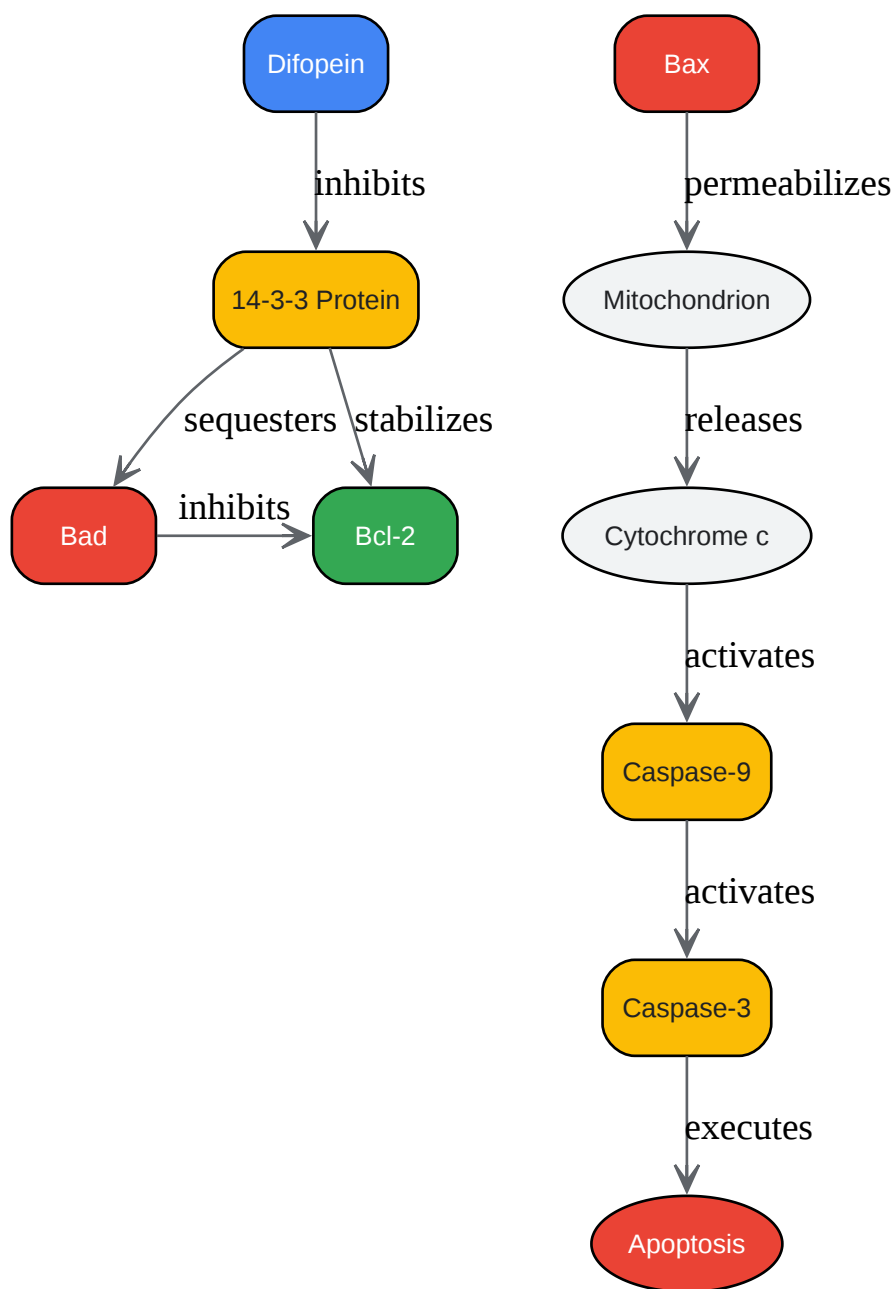 Difopein
Bax
inhibits
permeabilizes
14-3-3 Protein
Mitochondrion
sequesters
stabilizes
releases
Bad
inhibits
Bcl-2
Cytochrome c
activates
Caspase-9
activates
Caspase-3
executes
Apoptosis